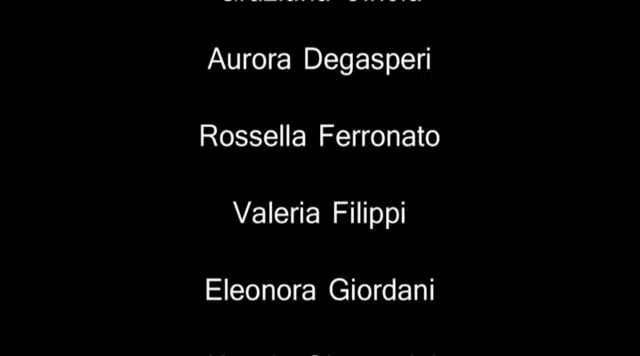 Aurora Degasperi
Rossella Ferronato
Valeria Filippi
Eleonora Giordani